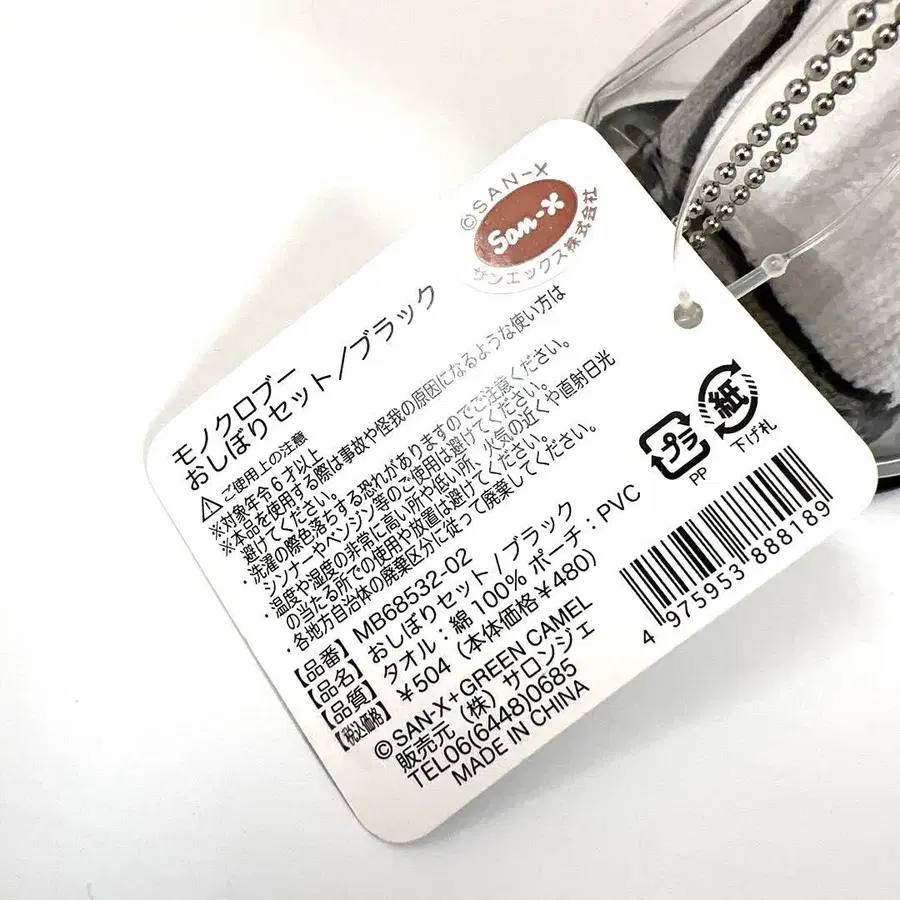 ©SAN-X
San-X
サンエックス株式会社
モノクロブー
おしぼりセット/ブラック
ご使用上の注意
※対象年令6才以上
※本品を使用する際は事故や怪我の原因になるような使い方は
避けてください。
・洗濯の際色落ちする恐れがありますのでご注意ください。
シンナーやベンジン等のご使用は避けてください。
・温度や湿度の非常に高い所や低い所、火気の近くや直射日光
の当たる所での使用や放置は避けてください。
・各地方自治体の廃棄区分に従って廃棄してください。
【品番】 MB68532-02
【品名】 おしぼりセット/ブラック
【品質】 タオル:綿100% ポーチ:PVC
【税込価格】 ¥504 (本体価格¥480)
©SAN-X+GREEN CAMEL
販売元 (株) サロンジェ
TEL06(6448)0685
MADE IN CHINA
プラ
PP
紙
下げ札
4 975953 888189